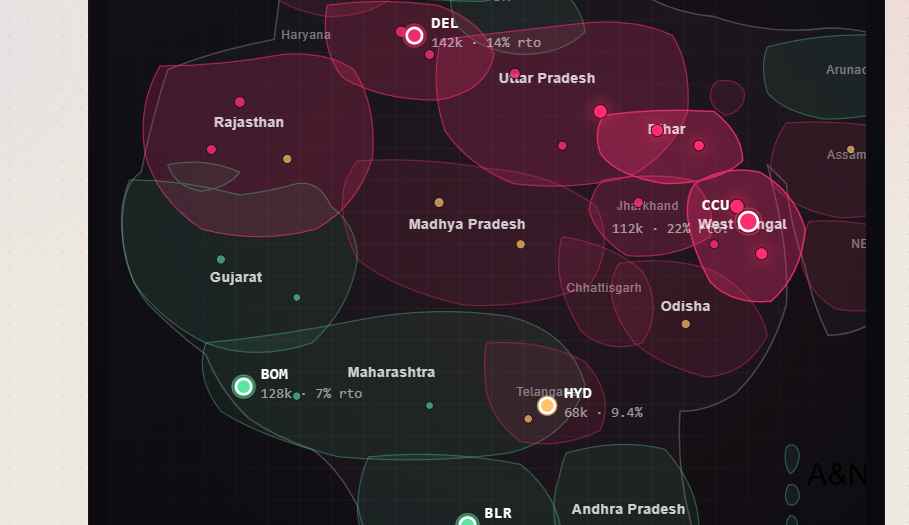 DEL
Haryana
142k · 14% rto
Arunac
Uttar Pradesh
Rajasthan
Bihar
Assam
Jharkhand
CCU
Madhya Pradesh
West Bengal
112k · 22% rto
NE
Gujarat
Chhattisgarh
Odisha
BOM
Maharashtra
128k · 7% rto
Telangana
HYD
68k · 9.4%
A&N
BLR
Andhra Pradesh